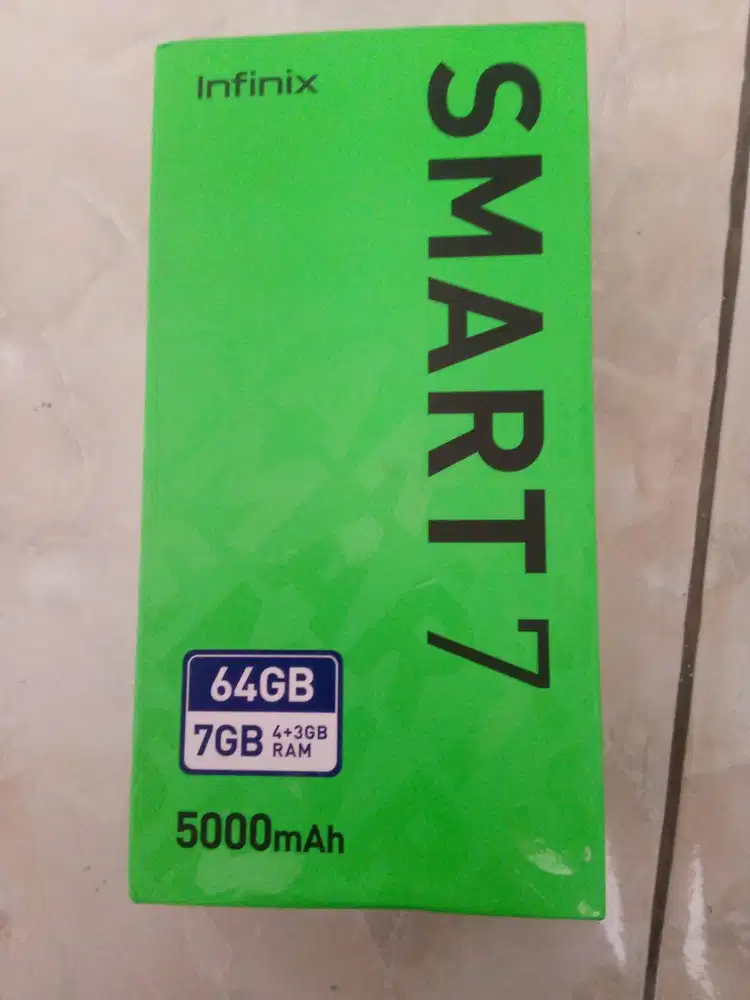 Infinix
SMART 7
64GB
7GB 4+3GB
RAM
5000mAh